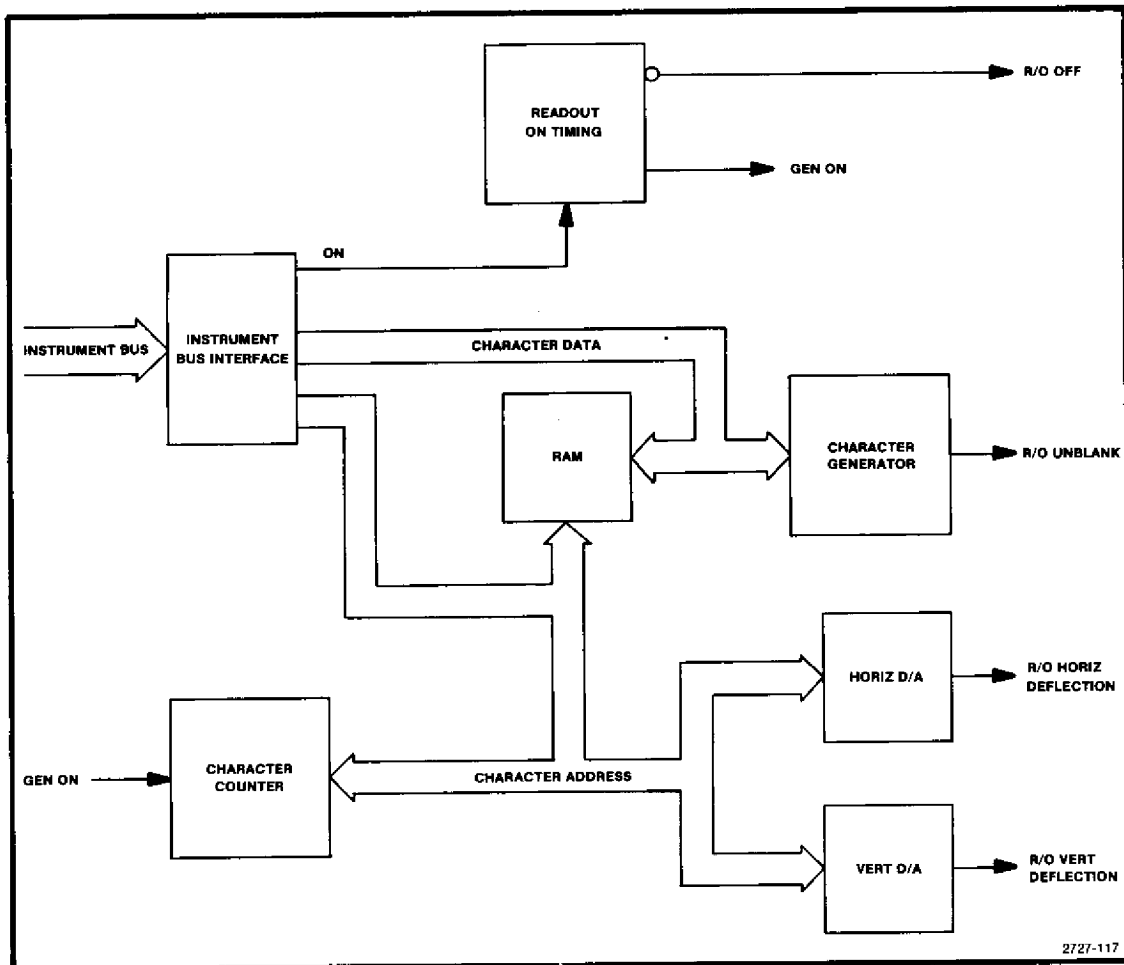 READOUT
ON TIMING
R/O OFF
GEN ON
ON
INSTRUMENT BUS
INSTRUMENT
BUS INTERFACE
CHARACTER DATA
RAM
CHARACTER
GENERATOR
R/O UNBLANK
HORIZ D/A
R/O HORIZ
DEFLECTION
GEN ON
CHARACTER
COUNTER
CHARACTER ADDRESS
VERT D/A
R/O VERT
DEFLECTION
2727-117